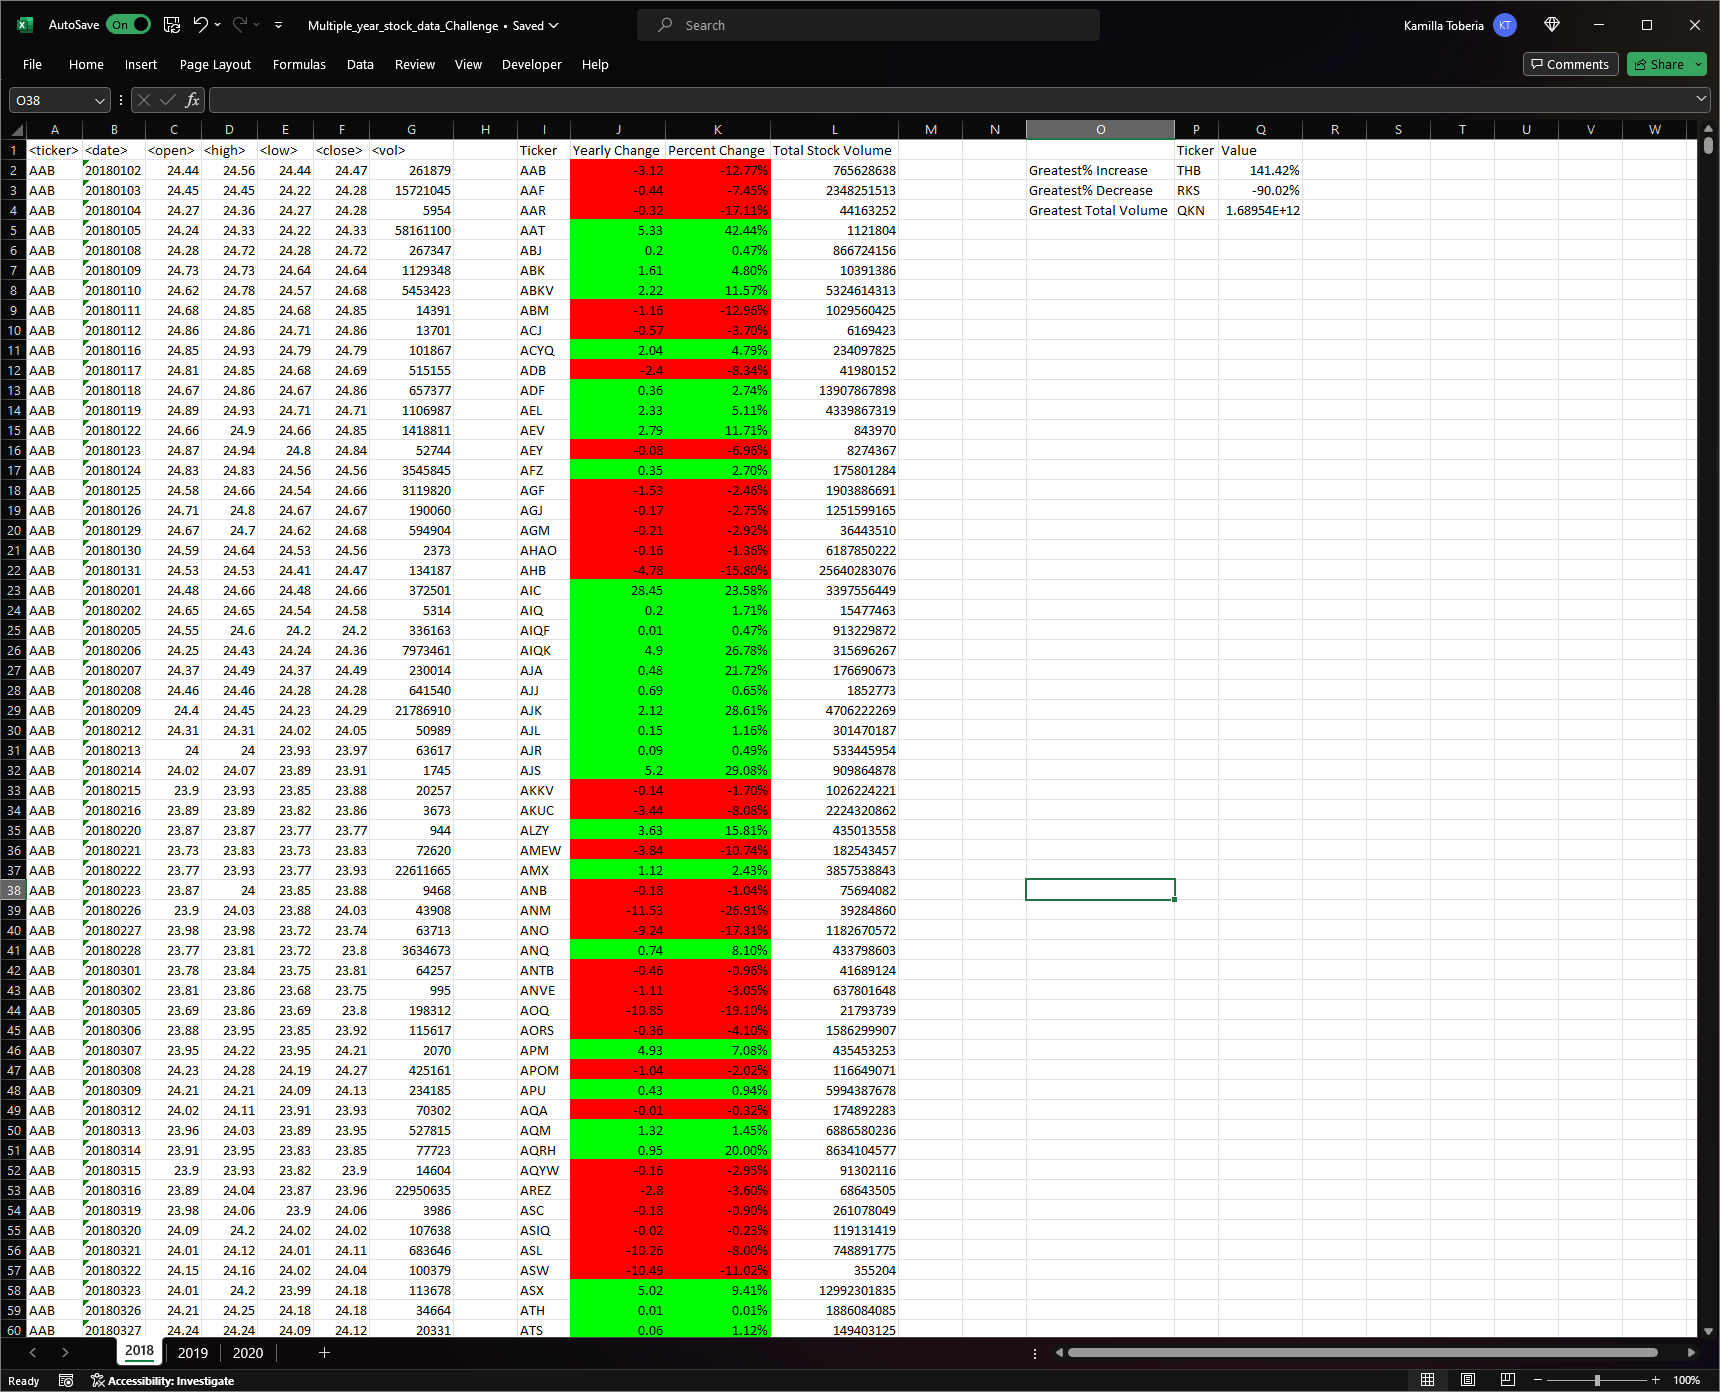 AutoSave On Multiple_year_stock_data_Challenge • Saved Search Kamilla Toberia KT
File Home Insert Page Layout Formulas Data Review View Developer Help Comments Share
O38 fx
A B C D E F G H I J K L M N O P Q R S T U V W
1 <ticker> <date> <open> <high> <low> <close> <vol> Ticker Yearly Change Percent Change Total Stock Volume Ticker Value
2 AAB 20180102 24.44 24.56 24.44 24.47 261879 AAB -3.12 -12.77% 765628638 Greatest% Increase THB 141.42%
3 AAB 20180103 24.45 24.45 24.22 24.28 15721045 AAF -0.44 -7.45% 2348251513 Greatest% Decrease RKS -90.02%
4 AAB 20180104 24.27 24.36 24.27 24.28 5954 AAR -0.32 -17.11% 44163252 Greatest Total Volume QKN 1.68954E+12
5 AAB 20180105 24.24 24.33 24.22 24.33 58161100 AAT 5.33 42.44% 1121804
6 AAB 20180108 24.28 24.72 24.28 24.72 267347 ABJ 0.2 0.47% 866724156
7 AAB 20180109 24.73 24.73 24.64 24.64 1129348 ABK 1.61 4.80% 10391386
8 AAB 20180110 24.62 24.78 24.57 24.68 5453423 ABKV 2.22 11.57% 5324614313
9 AAB 20180111 24.68 24.85 24.68 24.85 14391 ABM -1.16 -12.96% 1029560425
10 AAB 20180112 24.86 24.86 24.71 24.86 13701 ACJ -0.57 -3.70% 6169423
11 AAB 20180116 24.85 24.93 24.79 24.79 101867 ACYQ 2.04 4.79% 234097825
12 AAB 20180117 24.81 24.85 24.68 24.69 515155 ADB -2.4 -8.34% 41980152
13 AAB 20180118 24.67 24.86 24.67 24.86 657377 ADF 0.36 2.74% 13907867898
14 AAB 20180119 24.89 24.93 24.71 24.71 1106987 AEL 2.33 5.11% 4339867319
15 AAB 20180122 24.66 24.9 24.66 24.85 1418811 AEV 2.79 11.71% 843970
16 AAB 20180123 24.87 24.94 24.8 24.84 52744 AEY -0.08 -6.96% 8274367
17 AAB 20180124 24.83 24.83 24.56 24.56 3545845 AFZ 0.35 2.70% 175801284
18 AAB 20180125 24.58 24.66 24.54 24.66 3119820 AGF -1.53 -2.46% 1903886691
19 AAB 20180126 24.71 24.8 24.67 24.67 190060 AGJ -0.17 -2.75% 1251599165
20 AAB 20180129 24.67 24.7 24.62 24.68 594904 AGM -0.21 -2.92% 36443510
21 AAB 20180130 24.59 24.64 24.53 24.56 2373 AHAO -0.16 -1.36% 6187850222
22 AAB 20180131 24.53 24.53 24.41 24.47 134187 AHB -4.78 -15.80% 25640283076
23 AAB 20180201 24.48 24.66 24.48 24.66 372501 AIC 28.45 23.58% 3397556449
24 AAB 20180202 24.65 24.65 24.54 24.58 5314 AIQ 0.2 1.71% 15477463
25 AAB 20180205 24.55 24.6 24.2 24.2 336163 AIQF 0.01 0.47% 913229872
26 AAB 20180206 24.25 24.43 24.24 24.36 7973461 AIQK 4.9 26.78% 315696267
27 AAB 20180207 24.37 24.49 24.37 24.49 230014 AJA 0.48 21.72% 176690673
28 AAB 20180208 24.46 24.46 24.28 24.28 641540 AJJ 0.69 0.65% 1852773
29 AAB 20180209 24.4 24.45 24.23 24.29 21786910 AJK 2.12 28.61% 4706222269
30 AAB 20180212 24.31 24.31 24.02 24.05 50989 AJL 0.15 1.16% 301470187
31 AAB 20180213 24 24 23.93 23.97 63617 AJR 0.09 0.49% 533445954
32 AAB 20180214 24.02 24.07 23.89 23.91 1745 AJS 5.2 29.08% 909864878
33 AAB 20180215 23.9 23.93 23.85 23.88 20257 AKKV -0.14 -1.70% 1026224221
34 AAB 20180216 23.89 23.89 23.82 23.86 3673 AKUC -3.44 -8.08% 2224320862
35 AAB 20180220 23.87 23.87 23.77 23.77 944 ALZY 3.63 15.81% 435013558
36 AAB 20180221 23.73 23.83 23.73 23.83 72620 AMEW -3.84 -10.74% 182543457
37 AAB 20180222 23.77 23.93 23.77 23.93 22611665 AMX 1.12 2.43% 3857538843
38 AAB 20180223 23.87 24 23.85 23.88 9468 ANB -0.18 -1.04% 75694082
39 AAB 20180226 23.9 24.03 23.88 24.03 43908 ANM -11.53 -26.91% 39284860
40 AAB 20180227 23.98 23.98 23.72 23.74 63713 ANO -9.24 -17.31% 1182670572
41 AAB 20180228 23.77 23.81 23.72 23.8 3634673 ANQ 0.74 8.10% 433798603
42 AAB 20180301 23.78 23.84 23.75 23.81 64257 ANTB -0.46 -0.96% 41689124
43 AAB 20180302 23.81 23.86 23.68 23.75 995 ANVE -1.11 -3.05% 637801648
44 AAB 20180305 23.69 23.86 23.69 23.8 198312 AOQ -10.85 -19.10% 21793739
45 AAB 20180306 23.88 23.95 23.85 23.92 115617 AORS -0.36 -4.10% 1586299907
46 AAB 20180307 23.95 24.22 23.95 24.21 2070 APM 4.93 7.08% 435453253
47 AAB 20180308 24.23 24.28 24.19 24.27 425161 APOM -1.04 -2.02% 116649071
48 AAB 20180309 24.21 24.21 24.09 24.13 234185 APU 0.43 0.94% 5994387678
49 AAB 20180312 24.02 24.11 23.91 23.93 70302 AQA -0.01 -0.32% 174892283
50 AAB 20180313 23.96 24.03 23.89 23.95 527815 AQM 1.32 1.45% 6886580236
51 AAB 20180314 23.91 23.95 23.83 23.85 77723 AQRH 0.95 20.00% 8634104577
52 AAB 20180315 23.9 23.93 23.82 23.9 14604 AQYW -0.16 -2.95% 91302116
53 AAB 20180316 23.89 24.04 23.87 23.96 22950635 AREZ -2.8 -3.60% 68643505
54 AAB 20180319 23.98 24.06 23.9 24.06 3986 ASC -0.18 -0.90% 261078049
55 AAB 20180320 24.09 24.2 24.02 24.02 107638 ASIQ -0.02 -0.23% 119131419
56 AAB 20180321 24.01 24.12 24.01 24.11 683646 ASL -10.26 -8.00% 748891775
57 AAB 20180322 24.15 24.16 24.02 24.04 100379 ASW -10.49 -11.02% 355204
58 AAB 20180323 24.01 24.2 23.99 24.18 113678 ASX 5.02 9.41% 12992301835
59 AAB 20180326 24.21 24.25 24.18 24.18 34664 ATH 0.01 0.01% 1886084085
60 AAB 20180327 24.24 24.24 24.09 24.12 20331 ATS 0.06 1.12% 149403125
2018 2019 2020
Ready Accessibility: Investigate 100%